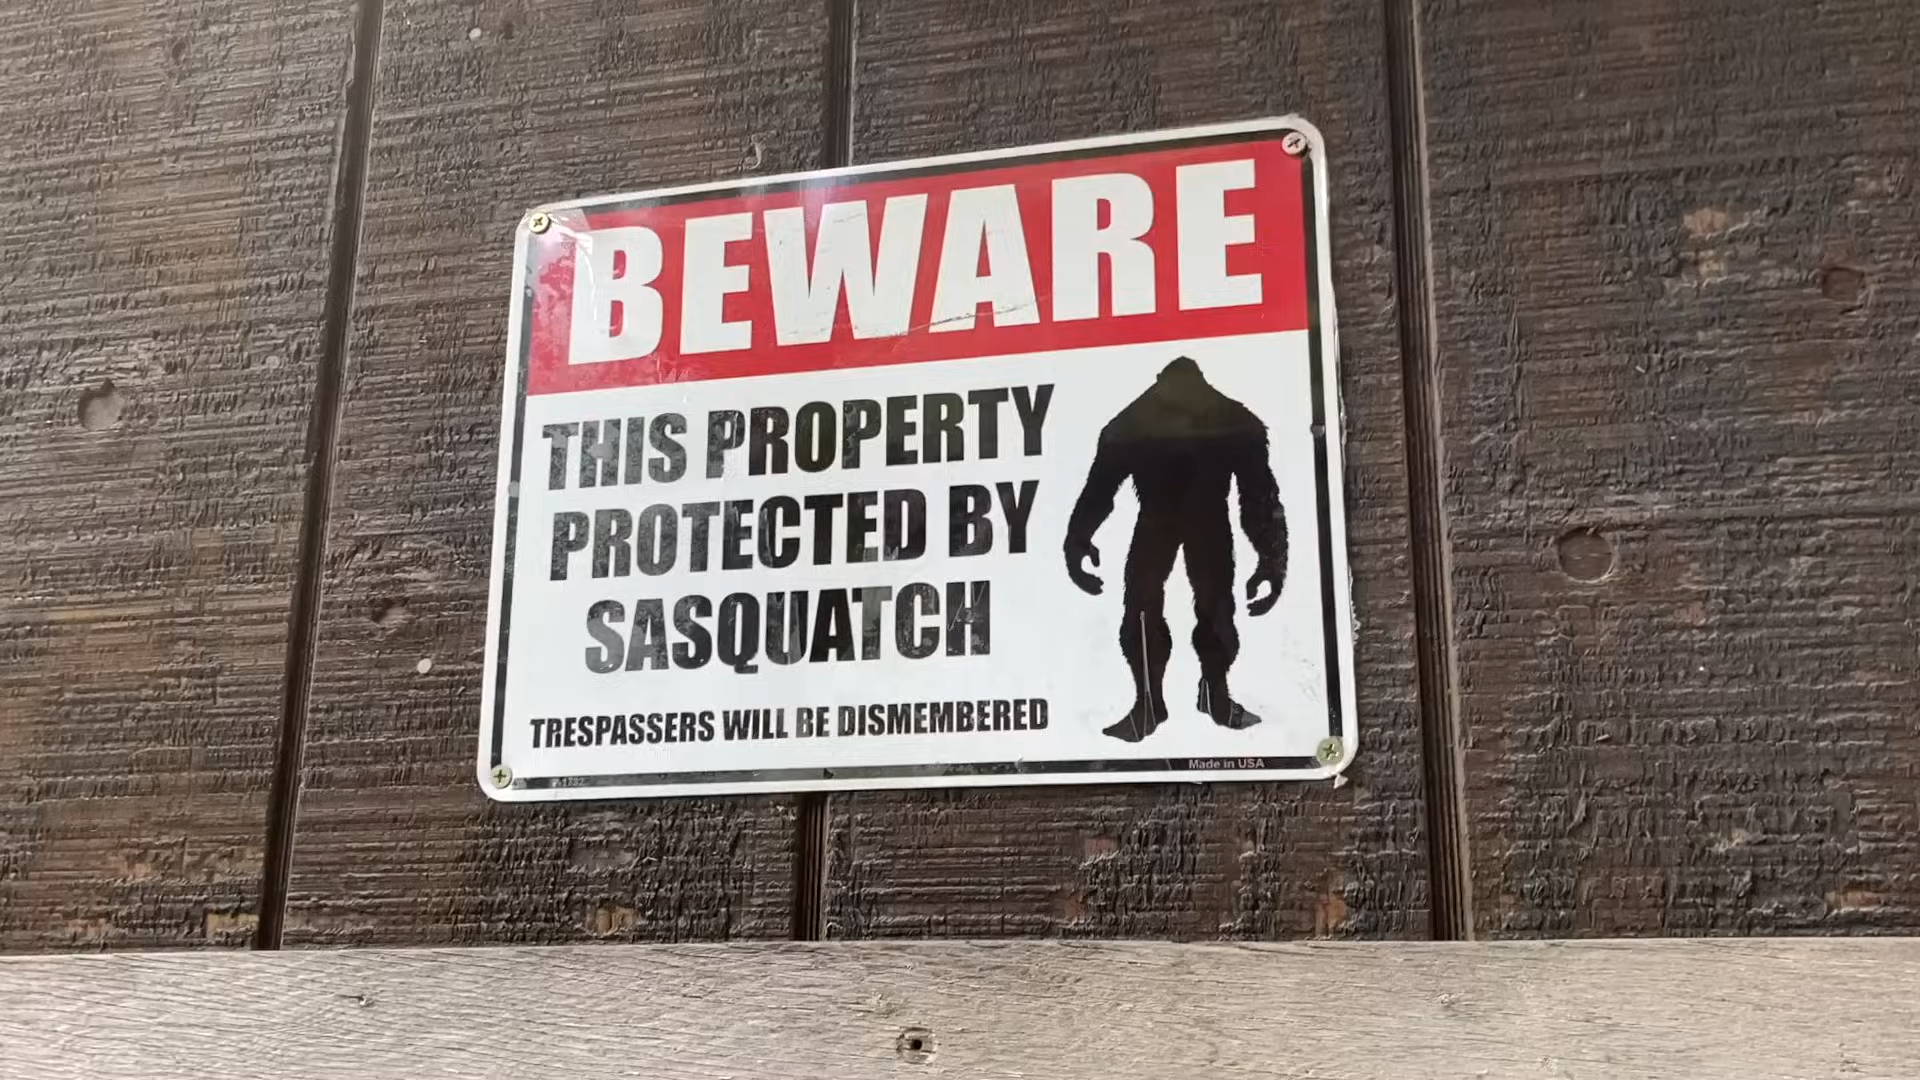 BEWARE
THIS PROPERTY
PROTECTED BY
SASQUATCH
TRESPASSERS WILL BE DISMEMBERED
Made in USA